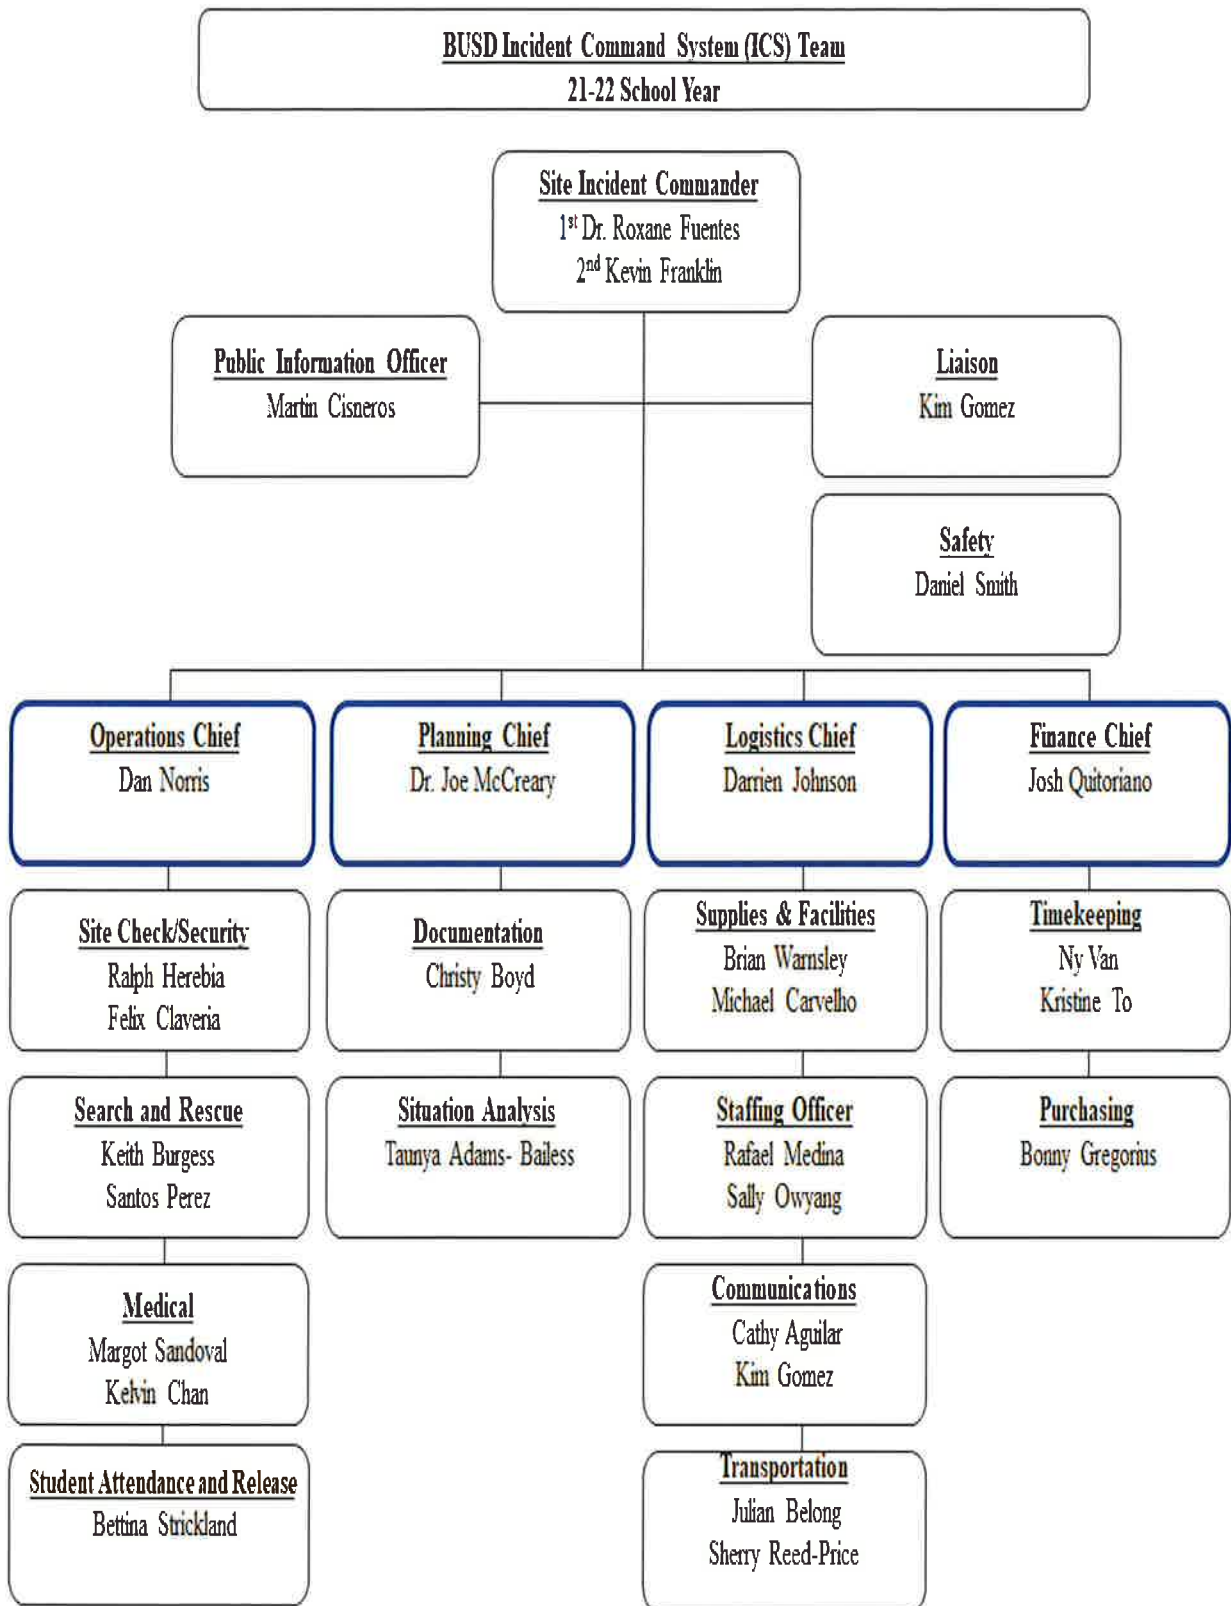 BUSD Incident Command System (ICS) Team
21-22 School Year
Site Incident Commander
1st Dr. Roxane Fuentes
2nd Kevin Franklin
Public Information Officer
Martin Cisneros
Liaison
Kim Gomez
Safety
Daniel Smith
Operations Chief
Dan Norris
Planning Chief
Dr. Joe McCreary
Logistics Chief
Darrien Johnson
Finance Chief
Josh Quitoriano
Site Check/Security
Ralph Herebia
Felix Claveria
Documentation
Christy Boyd
Supplies & Facilities
Brian Warnsley
Michael Carvelho
Timekeeping
Ny Van
Kristine To
Search and Rescue
Keith Burgess
Santos Perez
Situation Analysis
Taunya Adams- Bailess
Staffing Officer
Rafael Medina
Sally Owyang
Purchasing
Bonny Gregorius
Medical
Margot Sandoval
Kelvin Chan
Communications
Cathy Aguilar
Kim Gomez
Student Attendance and Release
Bettina Strickland
Transportation
Julian Belong
Sherry Reed-Price